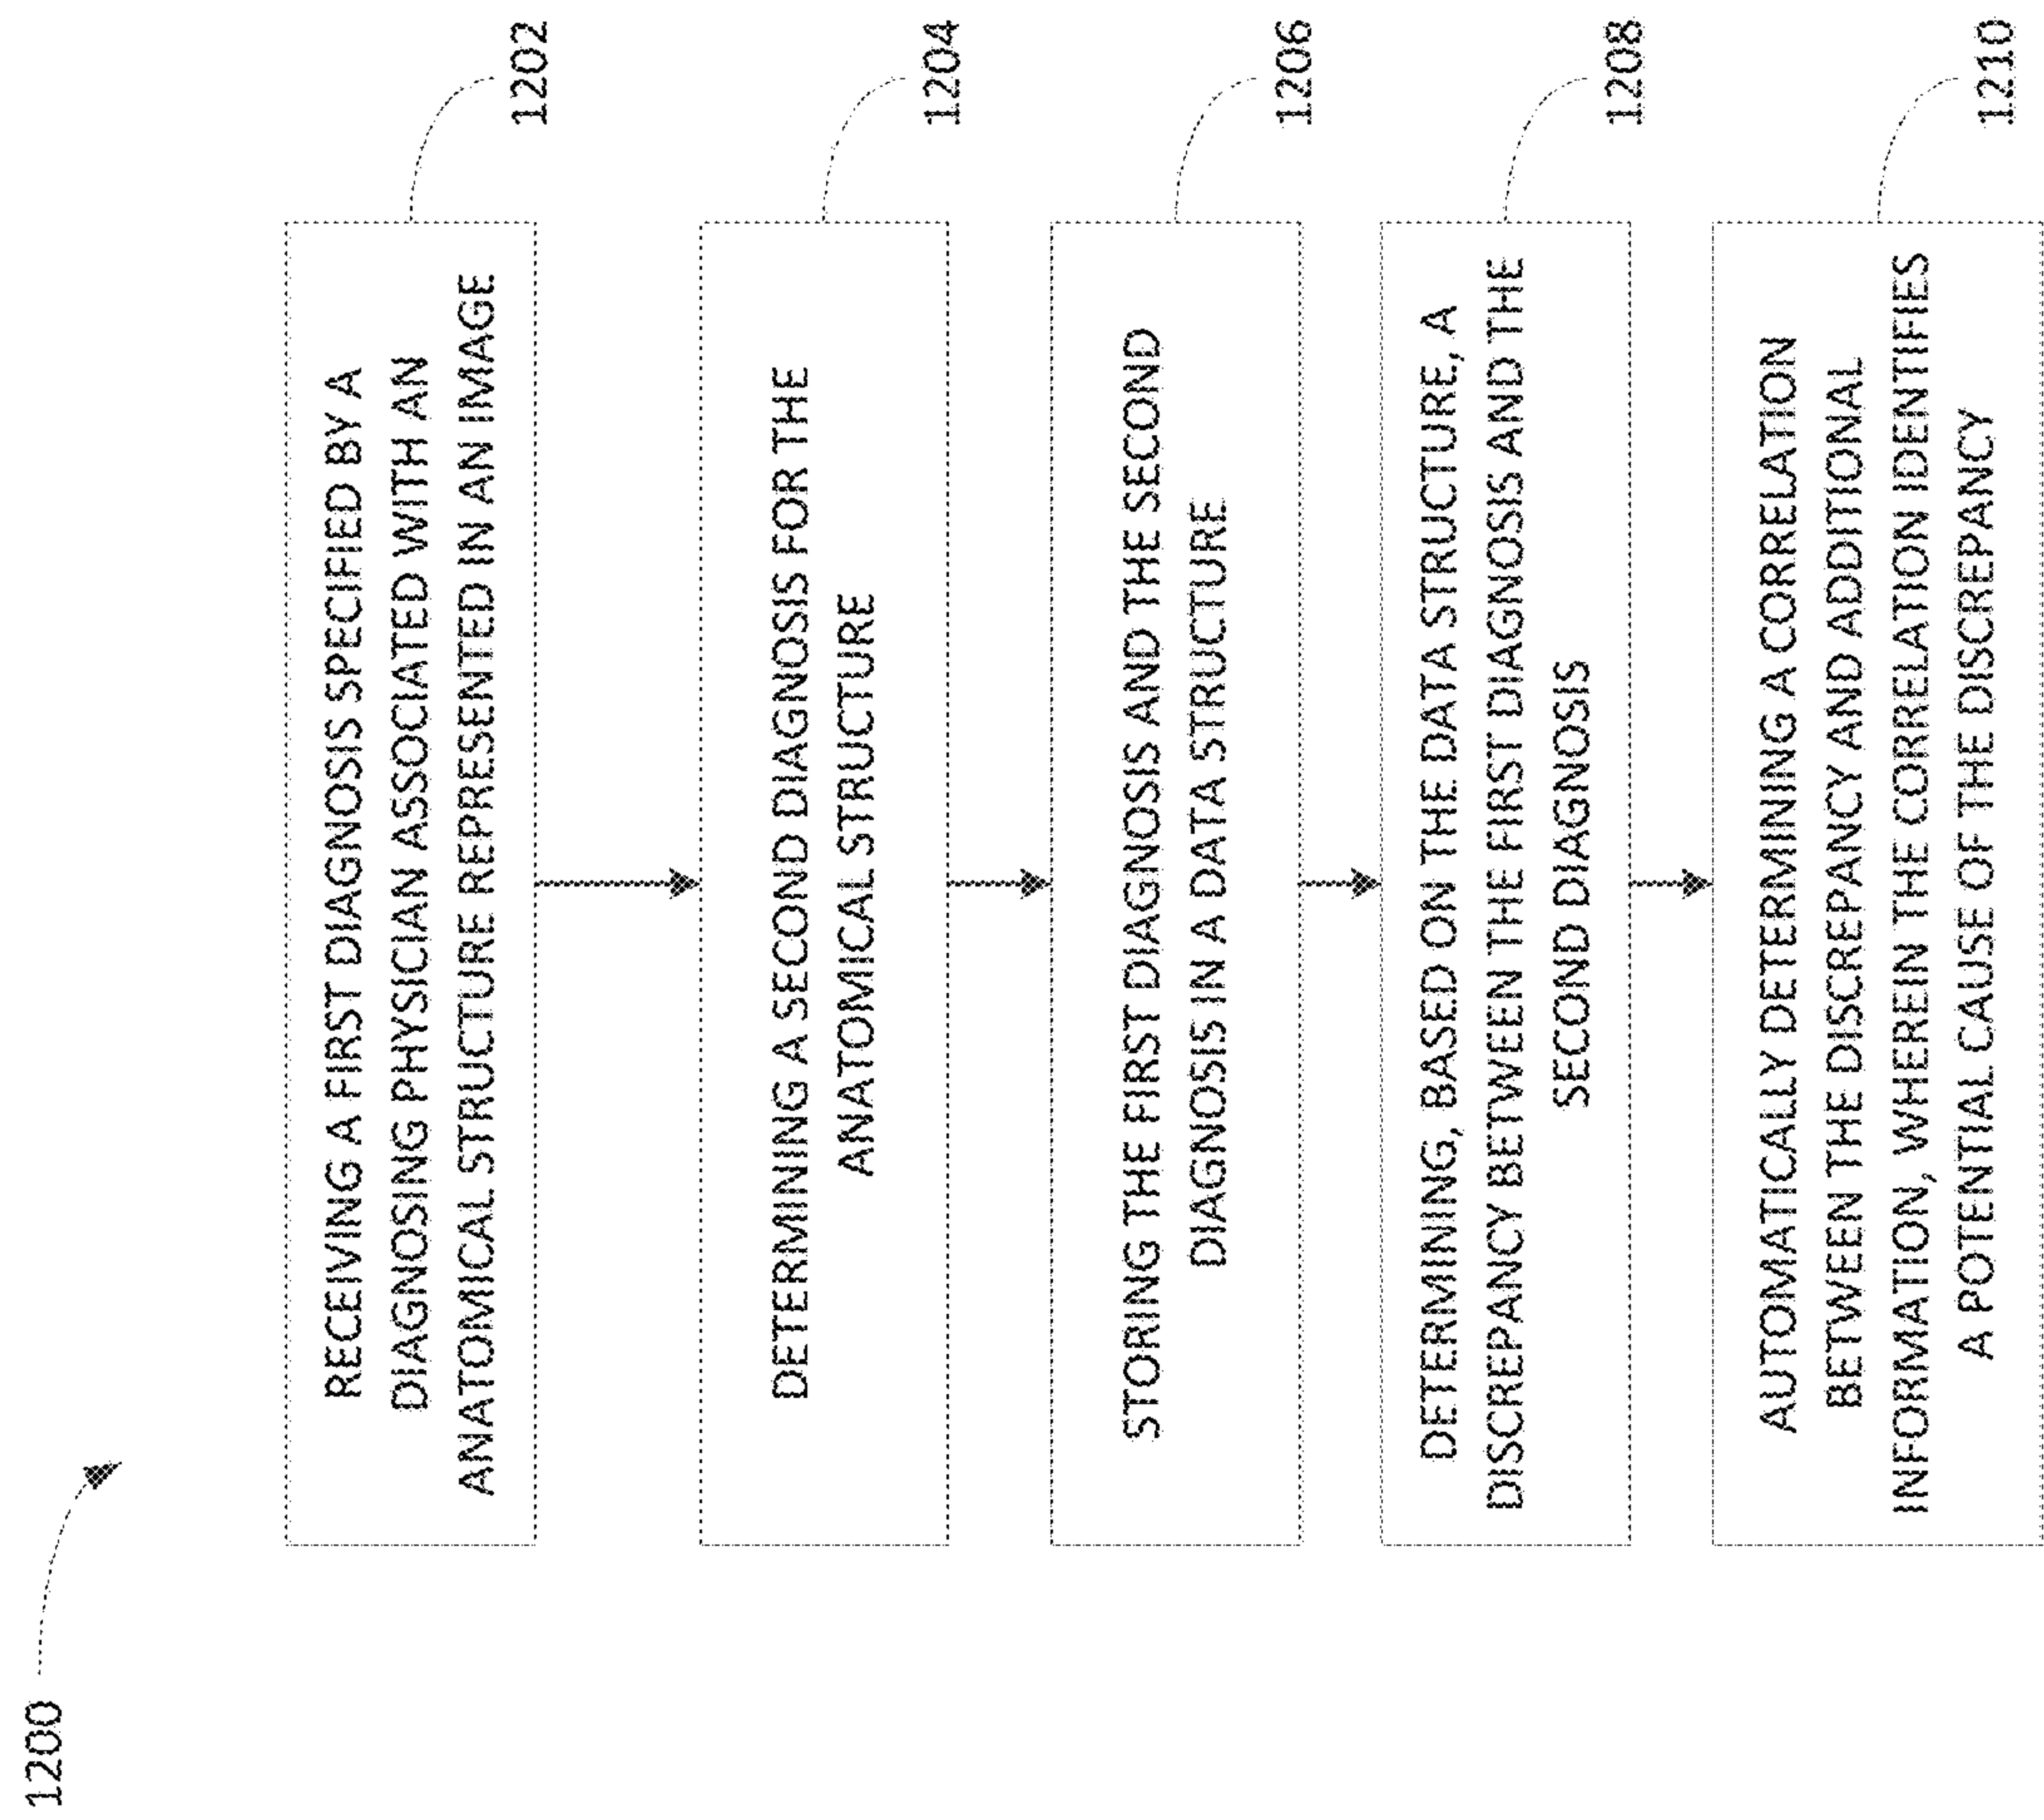 1200
RECEIVING A FIRST DIAGNOSIS SPECIFIED BY A
DIAGNOSING PHYSICIAN ASSOCIATED WITH AN
ANATOMICAL STRUCTURE REPRESENTED IN AN IMAGE
1202
DETERMINING A SECOND DIAGNOSIS FOR THE
ANATOMICAL STRUCTURE
1204
STORING THE FIRST DIAGNOSIS AND THE SECOND
DIAGNOSIS IN A DATA STRUCTURE
1206
DETERMINING, BASED ON THE DATA STRUCTURE, A
DISCREPANCY BETWEEN THE FIRST DIAGNOSIS AND THE
SECOND DIAGNOSIS
1208
AUTOMATICALLY DETERMINING A CORRELATION
BETWEEN THE DISCREPANCY AND ADDITIONAL
INFORMATION, WHEREIN THE CORRELATION IDENTIFIES
A POTENTIAL CAUSE OF THE DISCREPANCY
1210